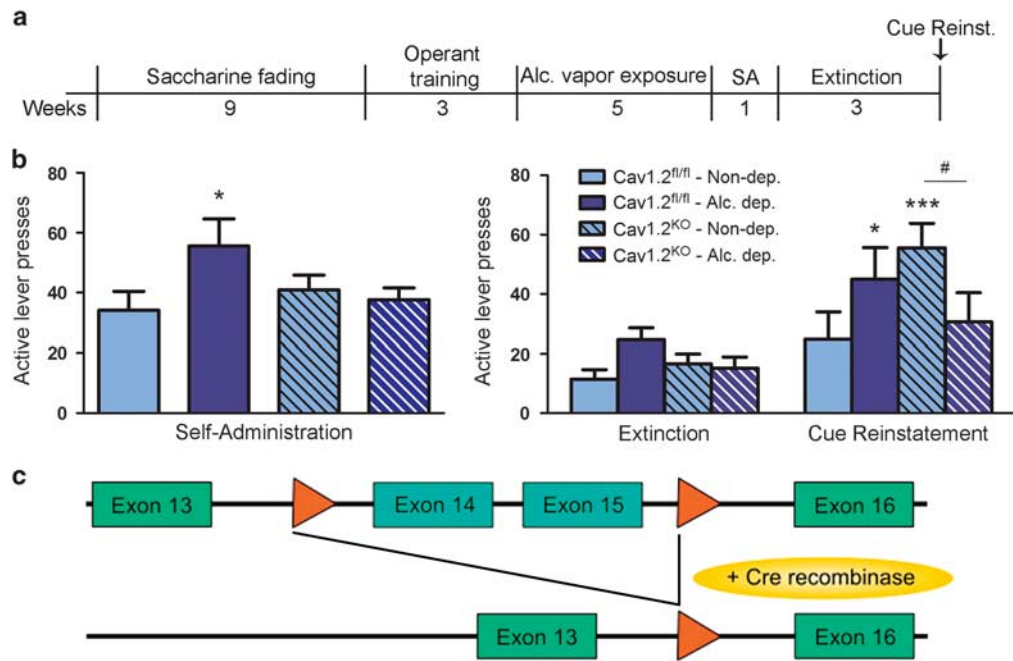 a
Cue Reinst.
Saccharine fading
Operant
training
Alc. vapor exposure
SA
Extinction
Weeks
9
3
5
1
3
b
Active lever presses
80
60
40
20
0
*
Self-Administration
Active lever presses
80
60
40
20
0
Cav1.2fl/fl - Non-dep.
Cav1.2fl/fl - Alc. dep.
Cav1.2KO - Non-dep.
Cav1.2KO - Alc. dep.
*
***
#
Extinction
Cue Reinstatement
c
Exon 13
Exon 14
Exon 15
Exon 16
+ Cre recombinase
Exon 13
Exon 16